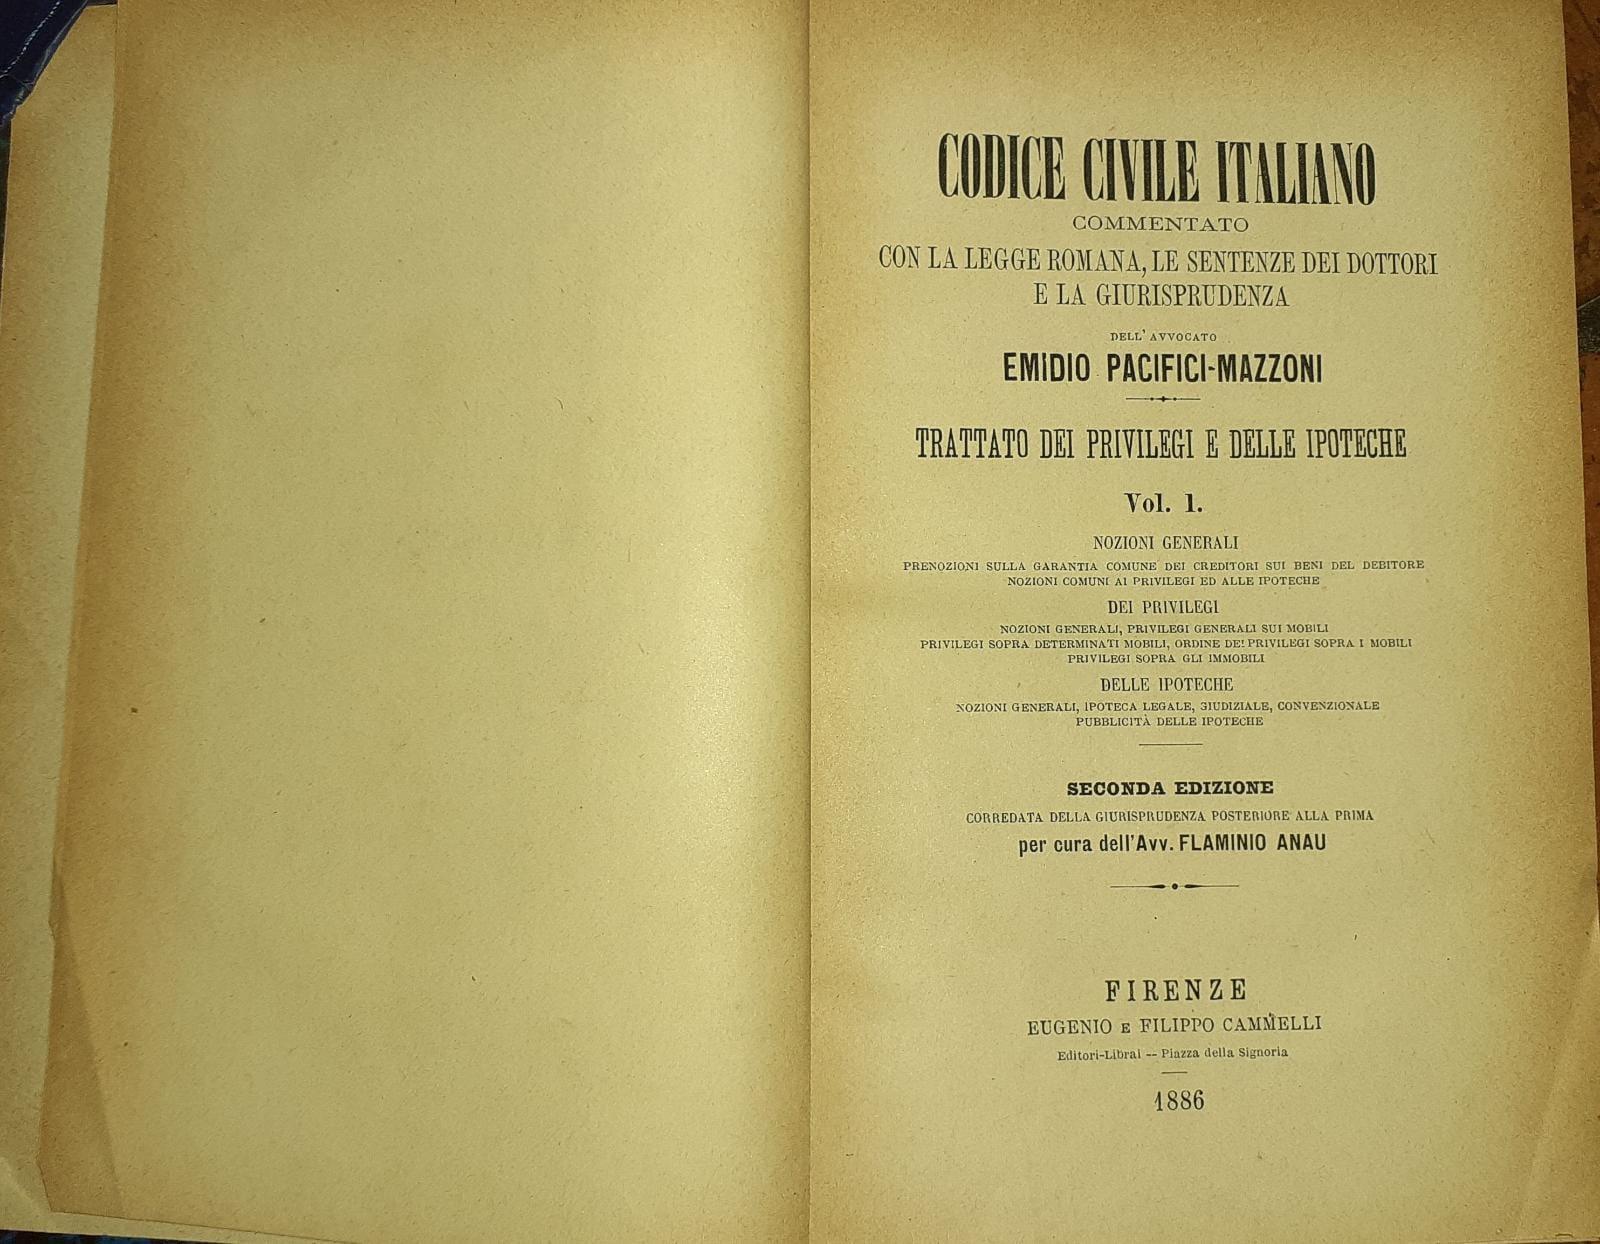 CODICE CIVILE ITALIANO
COMMENTATO
CON LA LEGGE ROMANA, LE SENTENZE DEI DOTTORI
E LA GIURISPRUDENZA
DELL' AVVOCATO
EMIDIO PACIFICI-MAZZONI
TRATTATO DEI PRIVILEGI E DELLE IPOTECHE
Vol. 1.
NOZIONI GENERALI
PRENOZIONI SULLA GARANTIA COMUNE DEI CREDITORI SUI BENI DEL DEBITORE
NOZIONI COMUNI AI PRIVILEGI ED ALLE IPOTECHE
DEI PRIVILEGI
NOZIONI GENERALI, PRIVILEGI GENERALI SUI MOBILI
PRIVILEGI SOPRA DETERMINATI MOBILI, ORDINE DE' PRIVILEGI SOPRA I MOBILI
PRIVILEGI SOPRA GLI IMMOBILI
DELLE IPOTECHE
NOZIONI GENERALI, IPOTECA LEGALE, GIUDIZIALE, CONVENZIONALE
PUBBLICITÀ DELLE IPOTECHE
SECONDA EDIZIONE
CORREDATA DELLA GIURISPRUDENZA POSTERIORE ALLA PRIMA
per cura dell'Avv. FLAMINIO ANAU
FIRENZE
EUGENIO E FILIPPO CAMMELLI
Editori-Librai — Piazza della Signoria
1886